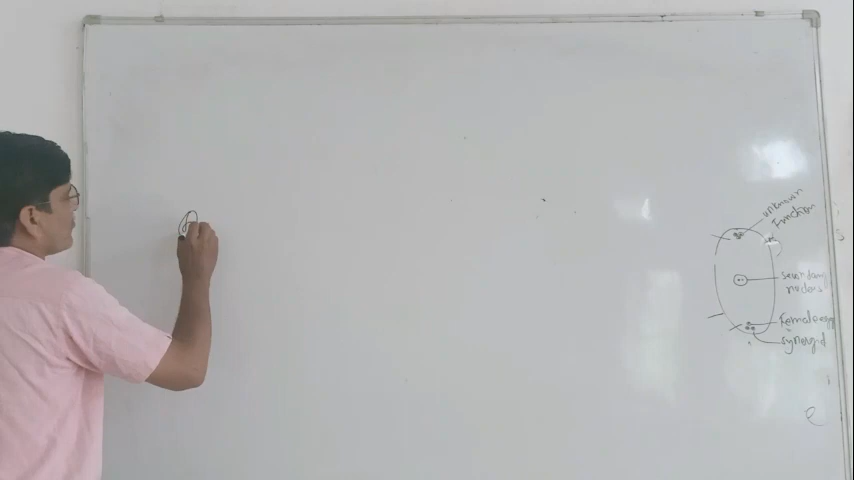 unknown
Function
secondary
nucleus
Female egg
synergid
e